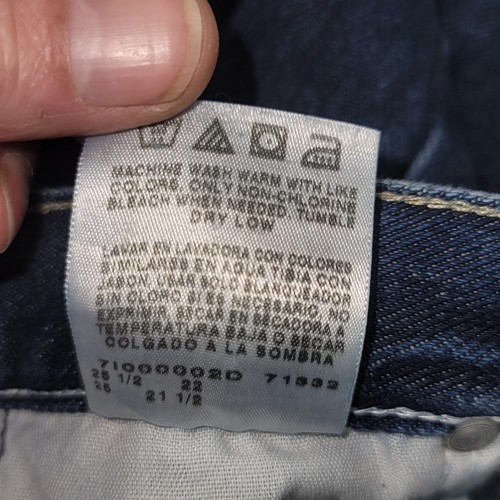 MACHINE WASH WARM WITH LIKE
COLORS. ONLY NON-CHLORINE
BLEACH WHEN NEEDED. TUMBLE
DRY LOW
LAVAR EN LAVADORA CON COLORES
SIMILARES EN AGUA TIBIA CON
JABON. USAR SOLO BLANQUEADOR
SIN CLORO SI ES NECESARIO. NO
EXPRIMIR. SECAR EN SECADORA A
TEMPERATURA BAJA O SECAR
COLGADO A LA SOMBRA
71000002D 71332
1/2 22
21 1/2